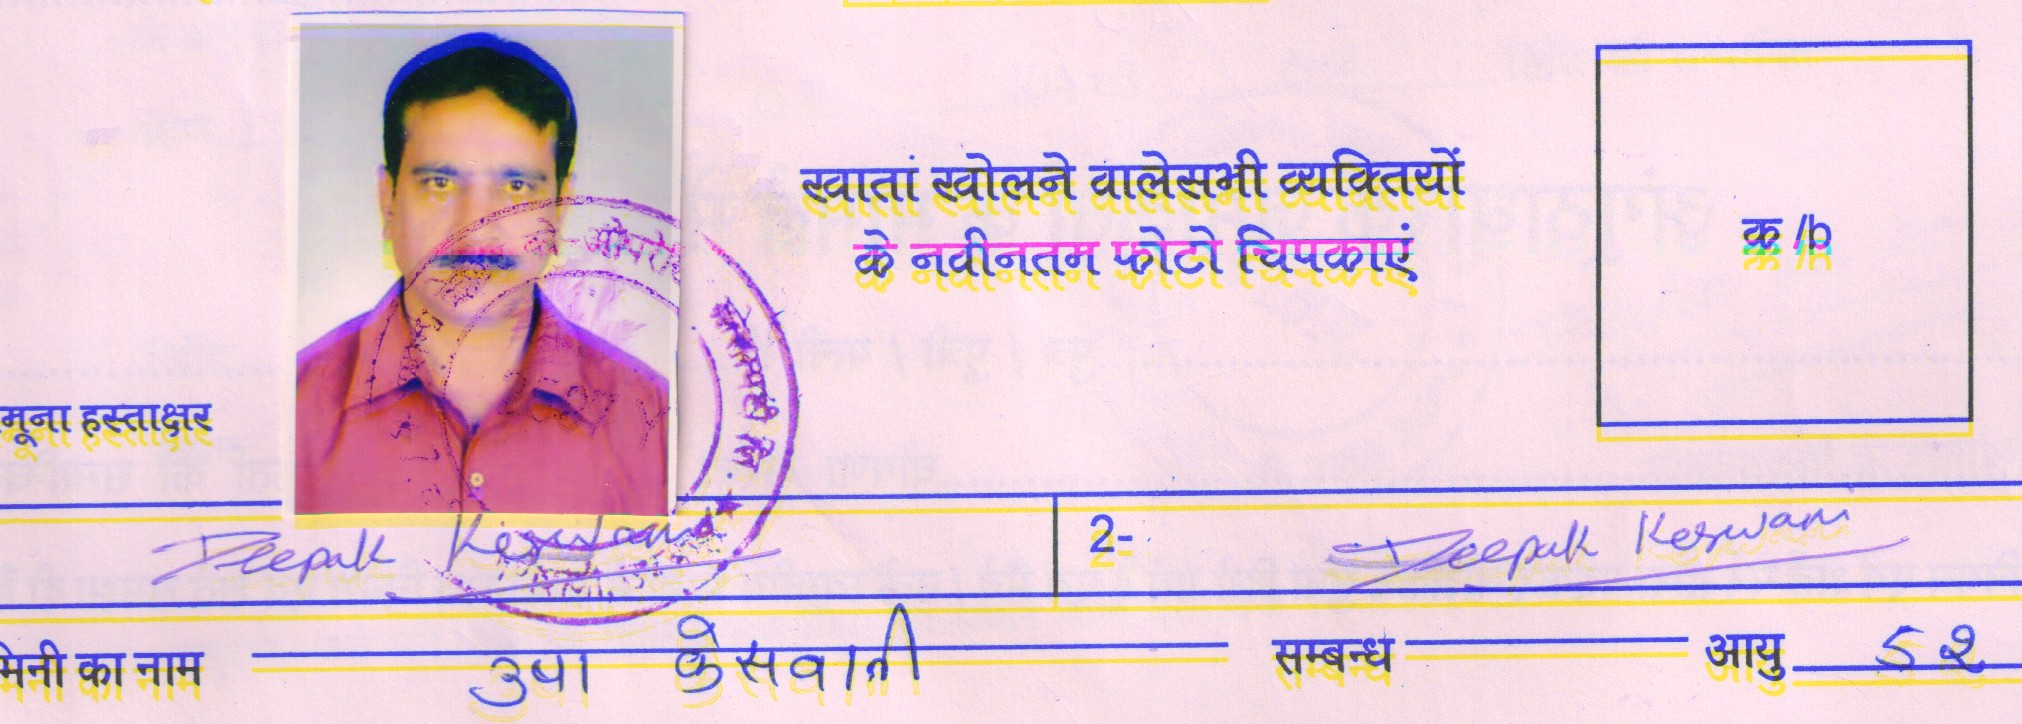 खातां खोलने वालेसभी व्यक्तियों
के नवीनतम फोटो चिपकाएं
क /b
मूना हस्ताक्षर
Deepak Keswani
2- Deepak Keswani
मिनी का नाम उषा केसवानी सम्बन्ध आयु 52